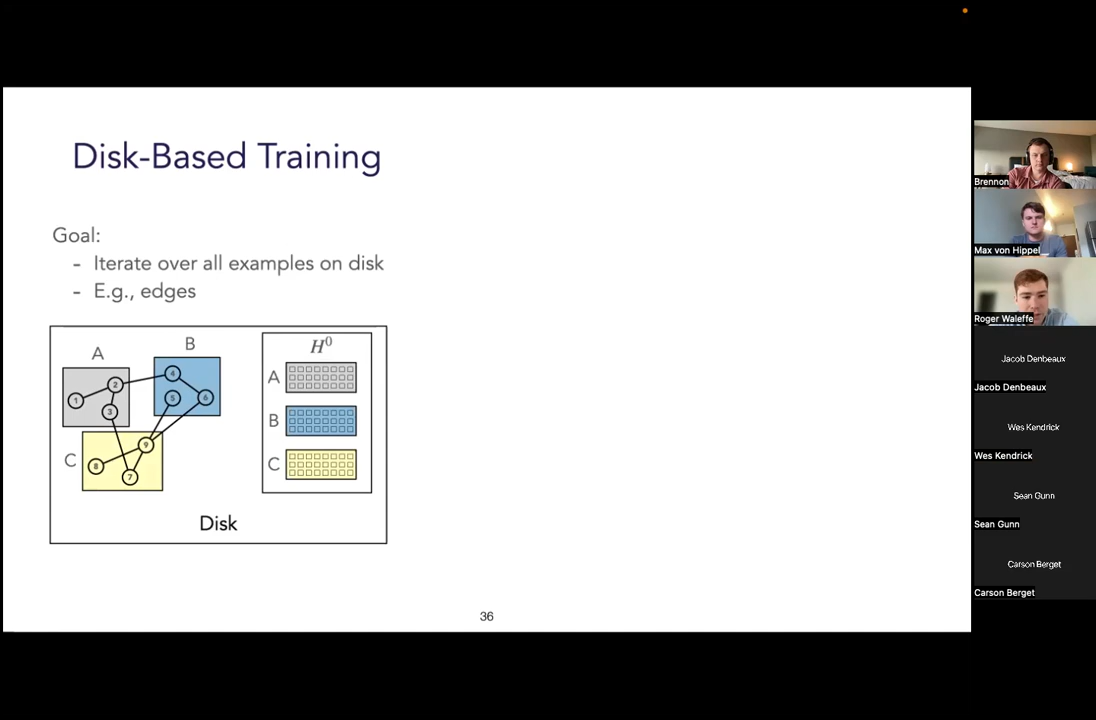 Disk-Based Training
Goal:
- Iterate over all examples on disk
- E.g., edges
A
B
C
1
2
3
4
5
6
7
8
9
H⁰
A
B
C
Disk
36
Brennon
Max von Hippel
Roger Waleffe
Jacob Denbeaux
Jacob Denbeaux
Wes Kendrick
Wes Kendrick
Sean Gunn
Sean Gunn
Carson Berget
Carson Berget